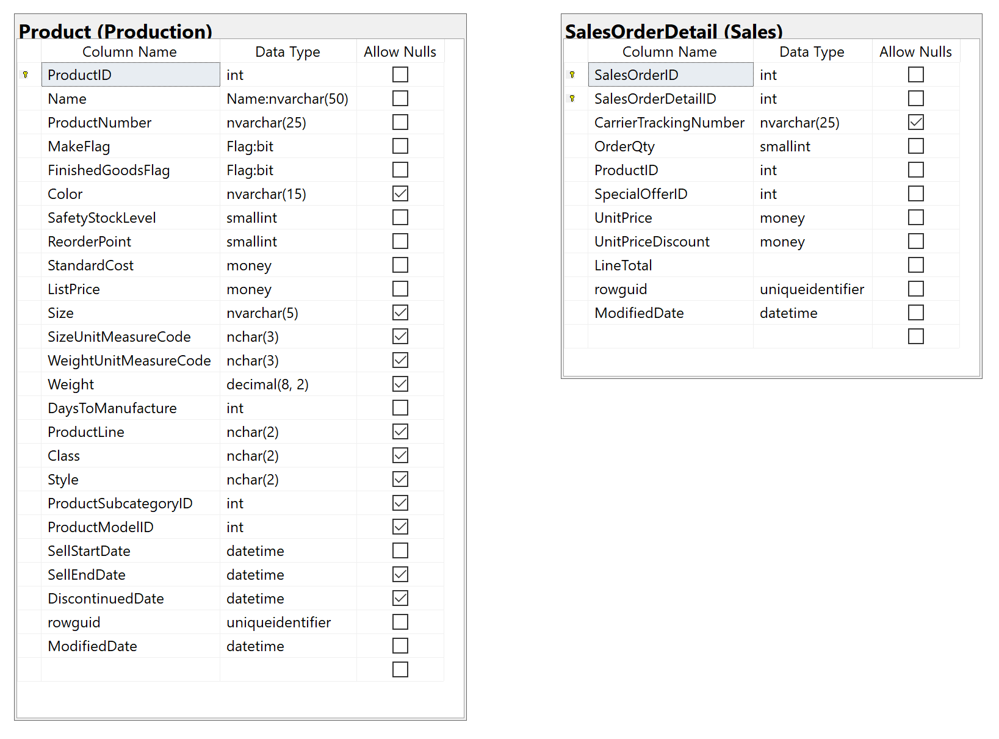 Product (Production)
Column Name Data Type Allow Nulls
ProductID int
Name Name:nvarchar(50)
ProductNumber nvarchar(25)
MakeFlag Flag:bit
FinishedGoodsFlag Flag:bit
Color nvarchar(15)
SafetyStockLevel smallint
ReorderPoint smallint
StandardCost money
ListPrice money
Size nvarchar(5)
SizeUnitMeasureCode nchar(3)
WeightUnitMeasureCode nchar(3)
Weight decimal(8, 2)
DaysToManufacture int
ProductLine nchar(2)
Class nchar(2)
Style nchar(2)
ProductSubcategoryID int
ProductModelID int
SellStartDate datetime
SellEndDate datetime
DiscontinuedDate datetime
rowguid uniqueidentifier
ModifiedDate datetime
SalesOrderDetail (Sales)
Column Name Data Type Allow Nulls
SalesOrderID int
SalesOrderDetailID int
CarrierTrackingNumber nvarchar(25)
OrderQty smallint
ProductID int
SpecialOfferID int
UnitPrice money
UnitPriceDiscount money
LineTotal
rowguid uniqueidentifier
ModifiedDate datetime